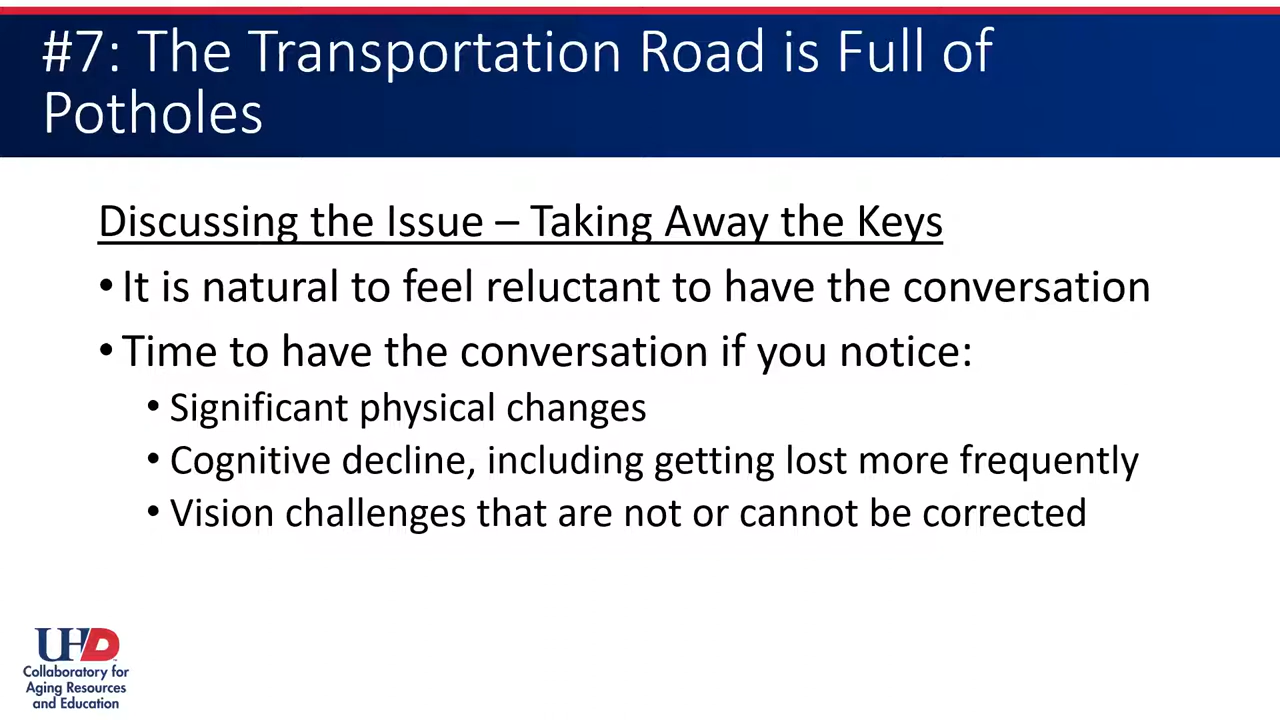 #7: The Transportation Road is Full of
Potholes
Discussing the Issue – Taking Away the Keys
• It is natural to feel reluctant to have the conversation
• Time to have the conversation if you notice:
• Significant physical changes
• Cognitive decline, including getting lost more frequently
• Vision challenges that are not or cannot be corrected
UHD
Collaboratory for
Aging Resources
and Education